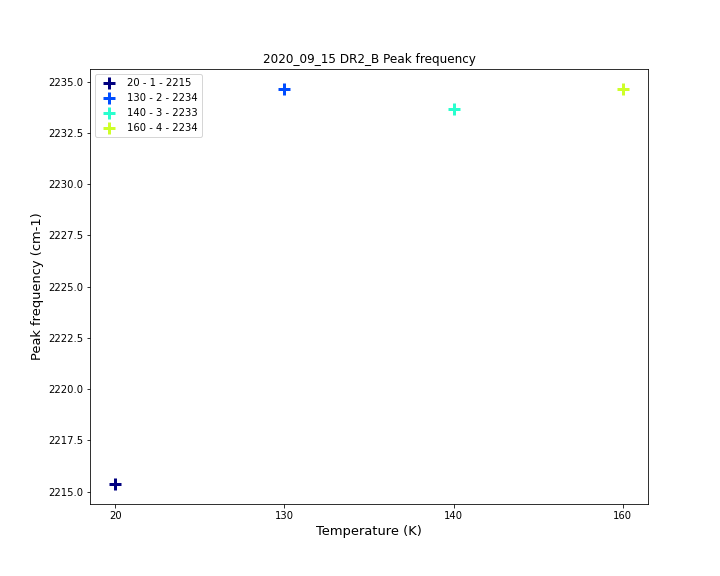 2020_09_15 DR2_B Peak frequency
20 - 1 - 2215
130 - 2 - 2234
140 - 3 - 2233
160 - 4 - 2234
2235.0
2232.5
2230.0
2227.5
2225.0
2222.5
2220.0
2217.5
2215.0
Peak frequency (cm-1)
20
130
140
160
Temperature (K)